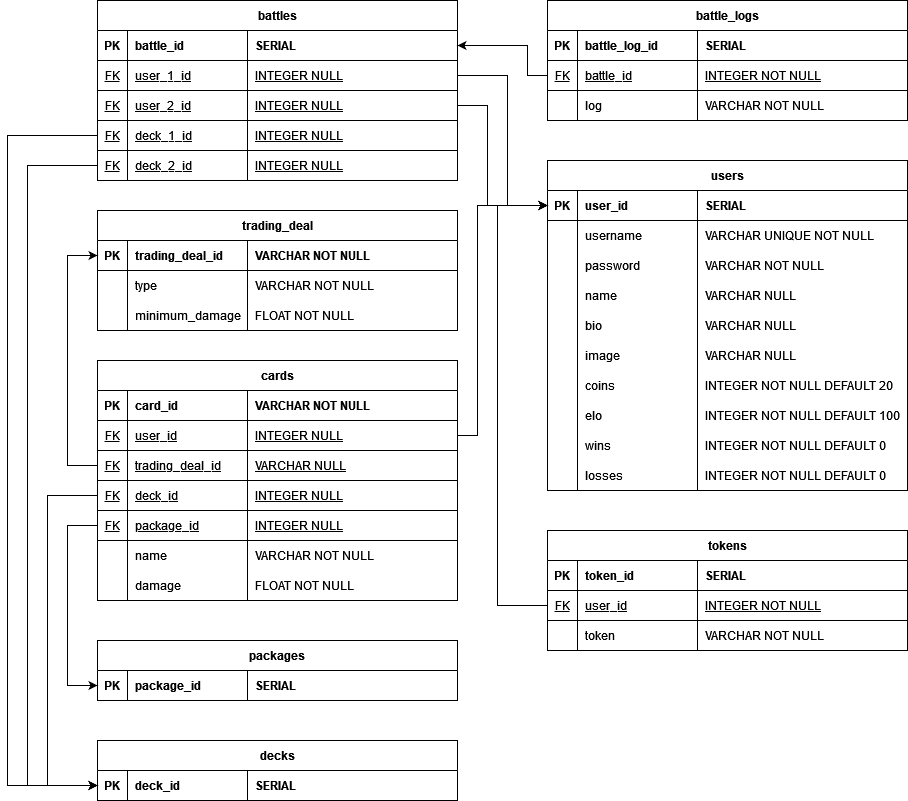 battles
PK battle_id SERIAL
FK user_1_id INTEGER NULL
FK user_2_id INTEGER NULL
FK deck_1_id INTEGER NULL
FK deck_2_id INTEGER NULL
trading_deal
PK trading_deal_id VARCHAR NOT NULL
type VARCHAR NOT NULL
minimum_damage FLOAT NOT NULL
cards
PK card_id VARCHAR NOT NULL
FK user_id INTEGER NULL
FK trading_deal_id VARCHAR NULL
FK deck_id INTEGER NULL
FK package_id INTEGER NULL
name VARCHAR NOT NULL
damage FLOAT NOT NULL
packages
PK package_id SERIAL
decks
PK deck_id SERIAL
battle_logs
PK battle_log_id SERIAL
FK battle_id INTEGER NOT NULL
log VARCHAR NOT NULL
users
PK user_id SERIAL
username VARCHAR UNIQUE NOT NULL
password VARCHAR NOT NULL
name VARCHAR NULL
bio VARCHAR NULL
image VARCHAR NULL
coins INTEGER NOT NULL DEFAULT 20
elo INTEGER NOT NULL DEFAULT 100
wins INTEGER NOT NULL DEFAULT 0
losses INTEGER NOT NULL DEFAULT 0
tokens
PK token_id SERIAL
FK user_id INTEGER NOT NULL
token VARCHAR NOT NULL